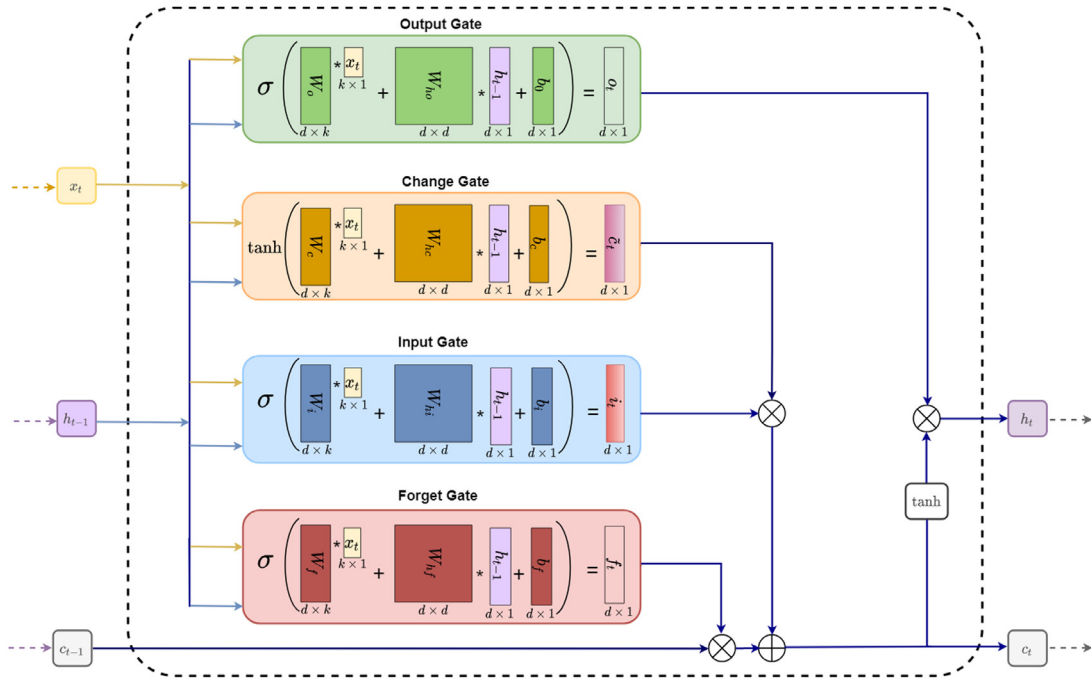 Output Gate
σ ( W_o * x_t + W_ho * h_{t-1} + b_0 ) = o_t
d × k k × 1 d × d d × 1 d × 1 d × 1
x_t
Change Gate
tanh ( W_c * x_t + W_hc * h_{t-1} + b_c ) = c̃_t
d × k k × 1 d × d d × 1 d × 1 d × 1
Input Gate
σ ( W_i * x_t + W_hi * h_{t-1} + b_i ) = i_t
d × k k × 1 d × d d × 1 d × 1 d × 1
h_{t-1}
h_t
tanh
Forget Gate
σ ( W_f * x_t + W_hf * h_{t-1} + b_f ) = f_t
d × k k × 1 d × d d × 1 d × 1 d × 1
c_{t-1}
c_t